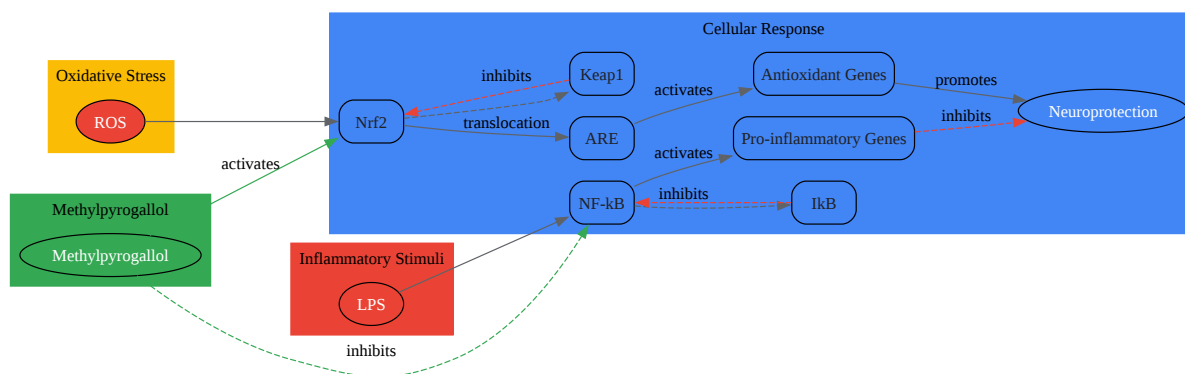 Cellular Response
Oxidative Stress
ROS
Nrf2
inhibits
Keap1
translocation
ARE
activates
Antioxidant Genes
promotes
Neuroprotection
Pro-inflammatory Genes
inhibits
activates
activates
NF-kB
inhibits
IkB
Methylpyrogallol
Methylpyrogallol
Inflammatory Stimuli
LPS
inhibits